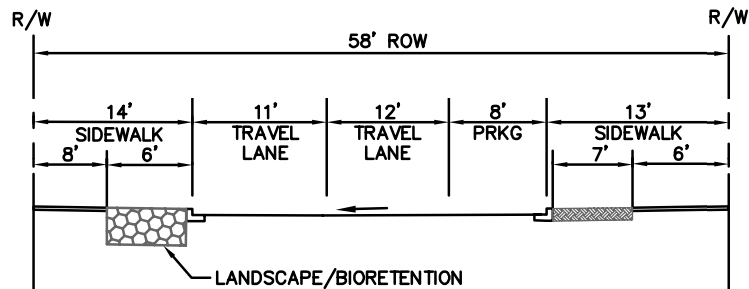 R/W
R/W
58' ROW
14'
SIDEWALK
11'
TRAVEL
LANE
12'
TRAVEL
LANE
8'
PRKG
13'
SIDEWALK
8'
6'
7'
6'
LANDSCAPE/BIORETENTION